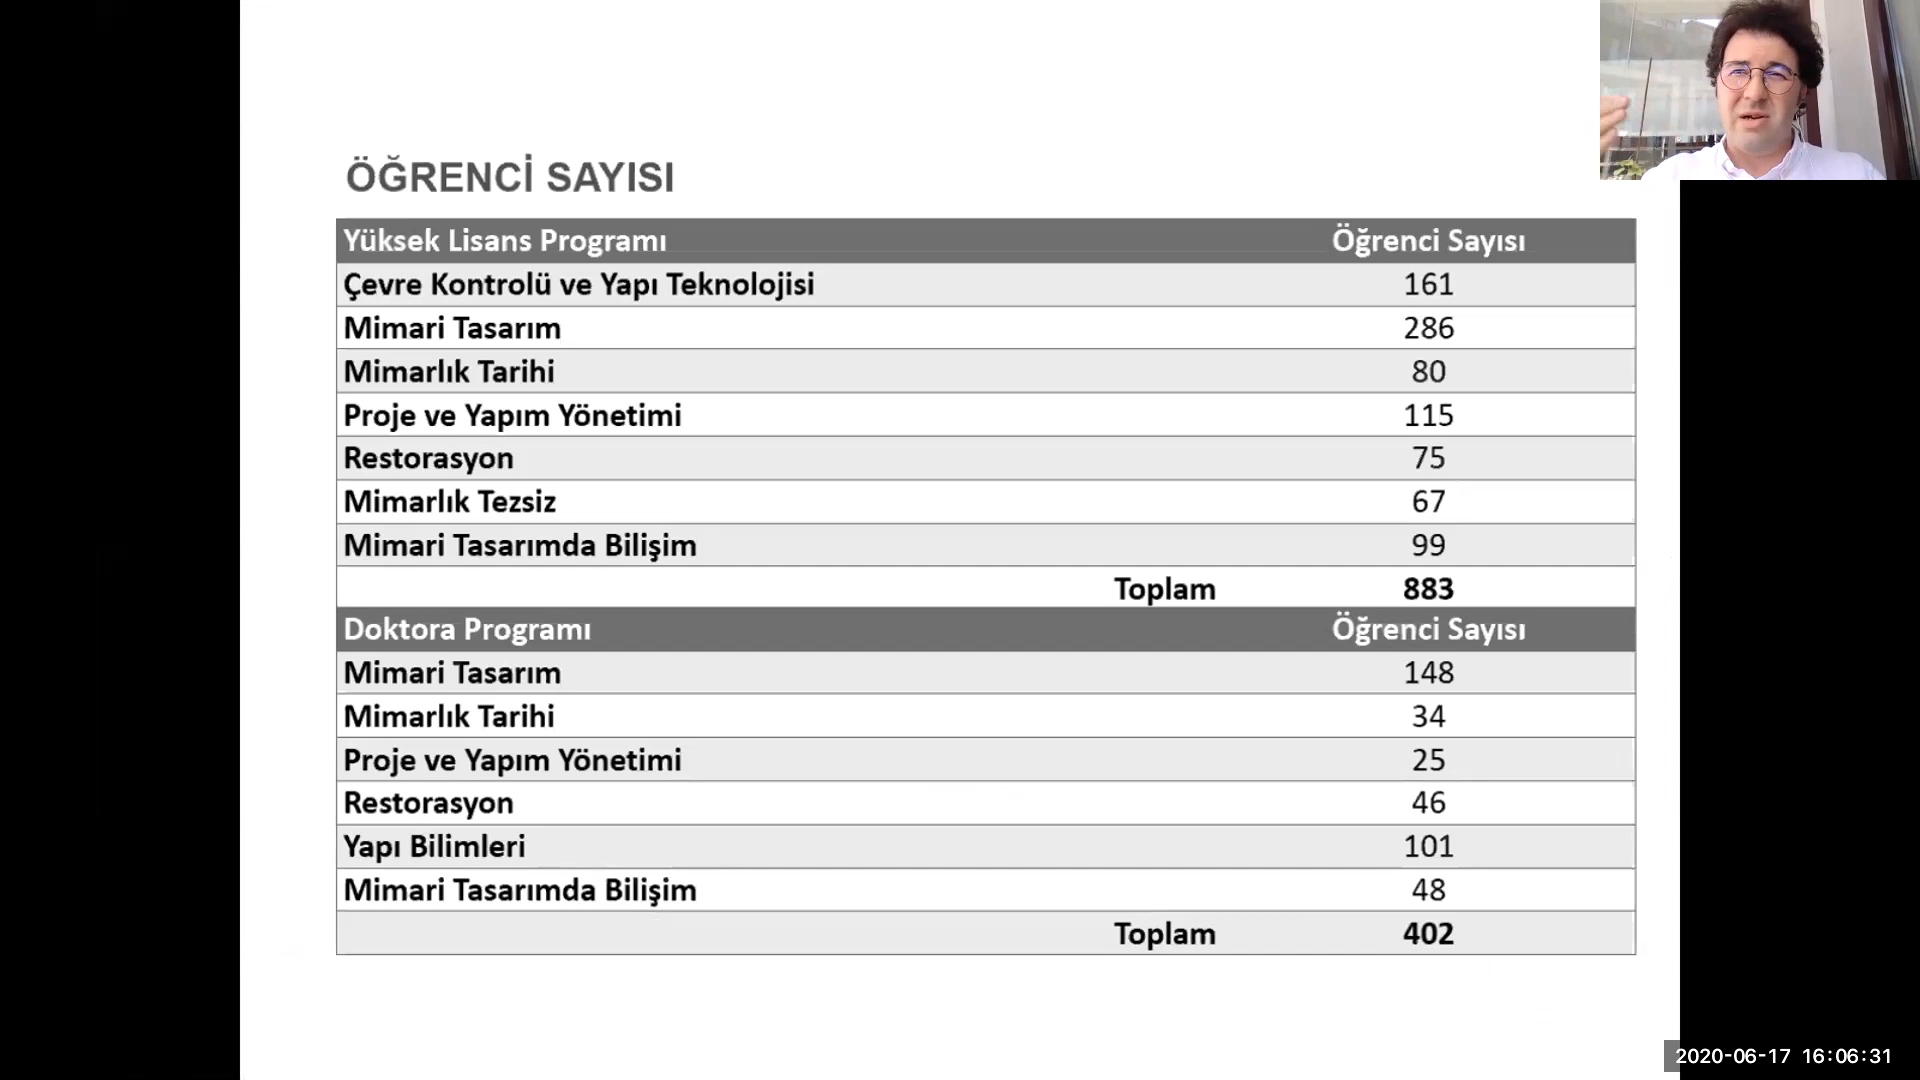 ÖĞRENCİ SAYISI
Yüksek Lisans Programı Öğrenci Sayısı
Çevre Kontrolü ve Yapı Teknolojisi 161
Mimari Tasarım 286
Mimarlık Tarihi 80
Proje ve Yapım Yönetimi 115
Restorasyon 75
Mimarlık Tezsiz 67
Mimari Tasarımda Bilişim 99
Toplam 883
Doktora Programı Öğrenci Sayısı
Mimari Tasarım 148
Mimarlık Tarihi 34
Proje ve Yapım Yönetimi 25
Restorasyon 46
Yapı Bilimleri 101
Mimari Tasarımda Bilişim 48
Toplam 402
2020-06-17 16:06:31